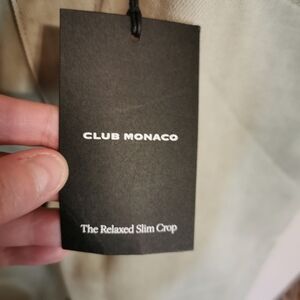 CLUB MONACO
The Relaxed Slim Crop